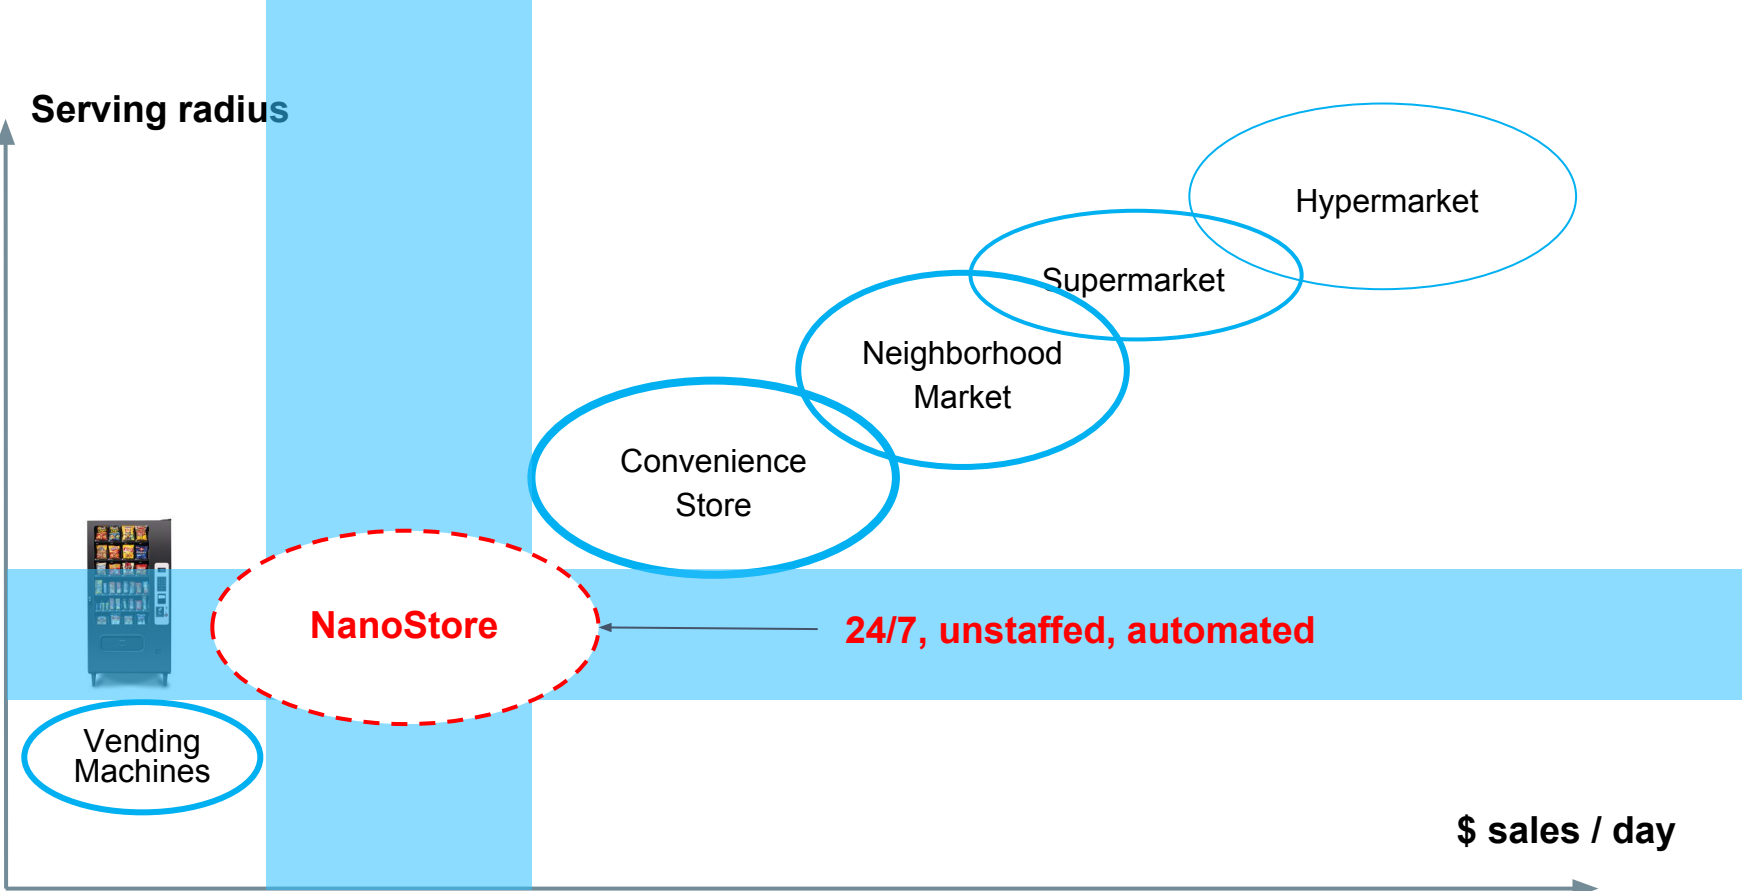 Serving radius
Hypermarket
Supermarket
Neighborhood
Market
Convenience
Store
NanoStore
24/7, unstaffed, automated
Vending
Machines
$ sales / day